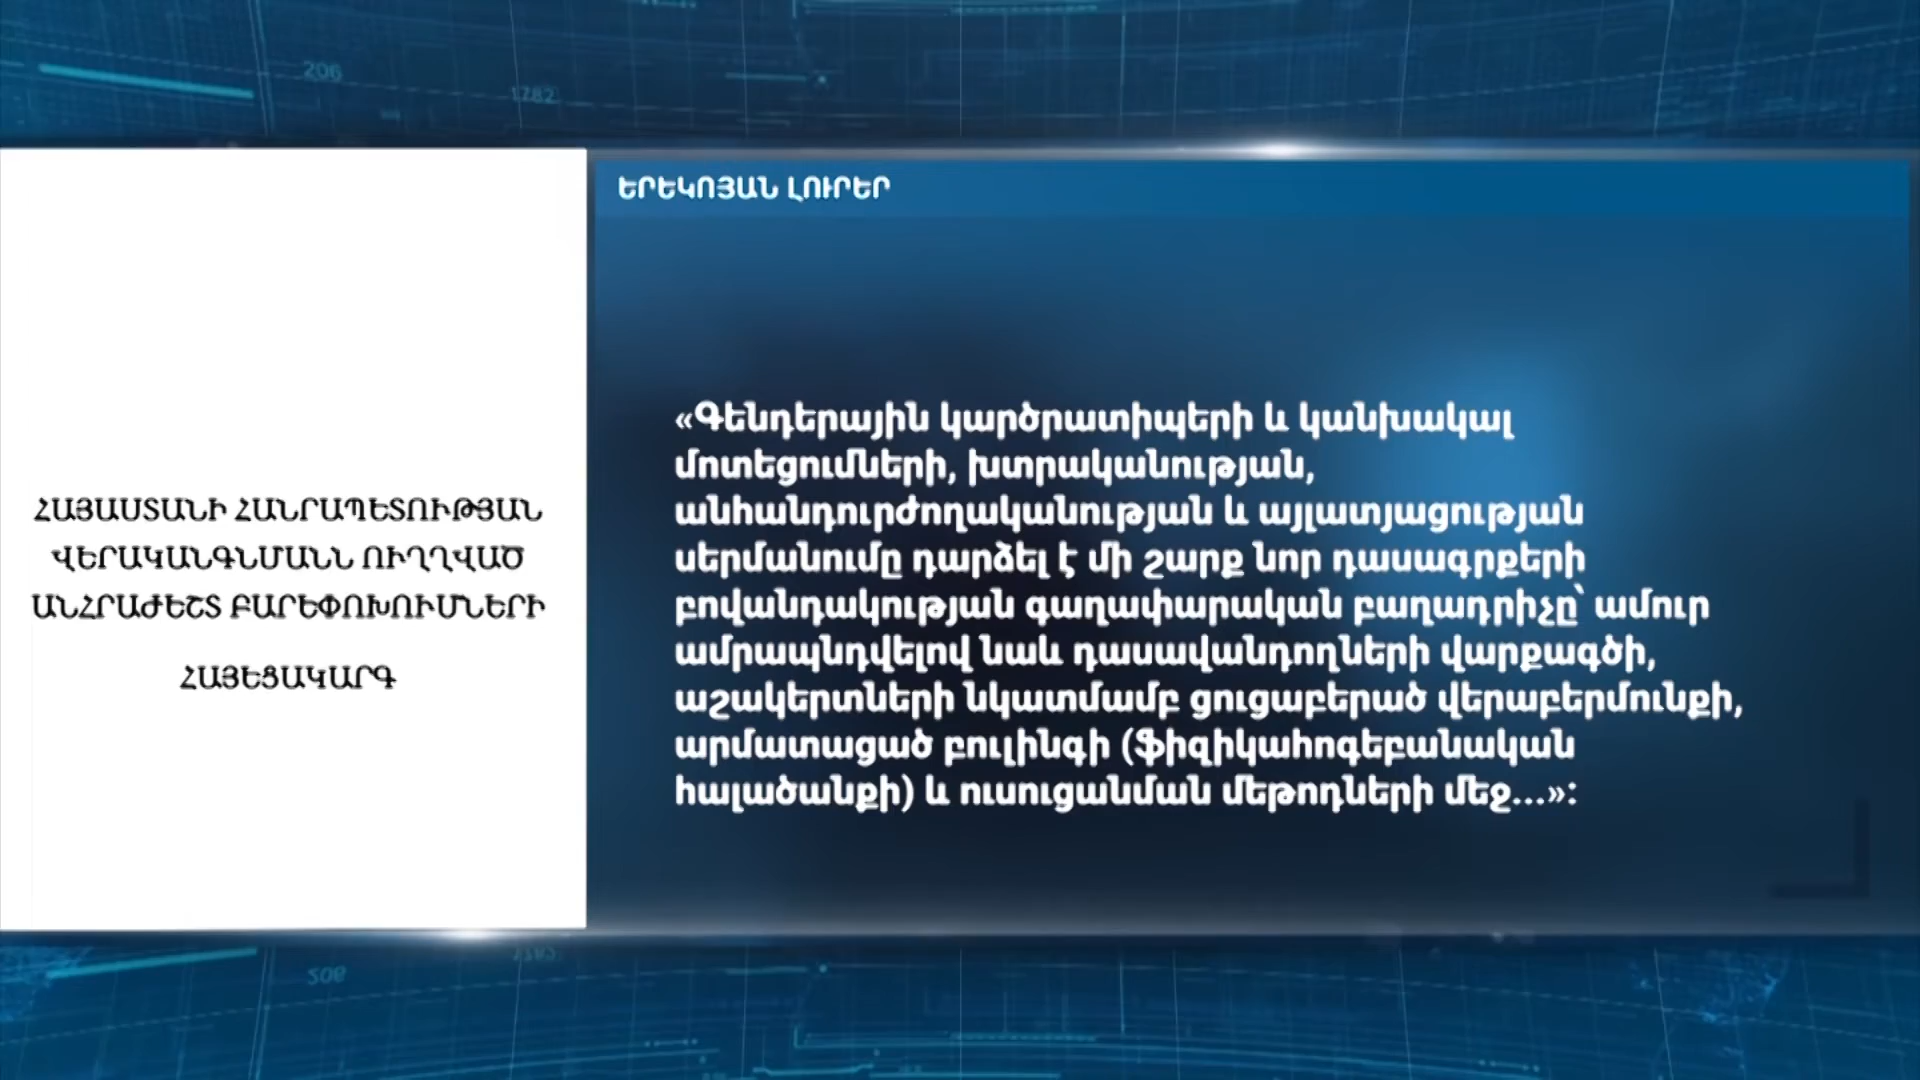 206
1782
ԵՐԵԿՈՅԱՆ ԼՈՒՐԵՐ
ՀԱՅԱՍՏԱՆԻ ՀԱՆՐԱՊԵՏՈՒԹՅԱՆ
ՎԵՐԱԿԱՆԳՆՄԱՆՆ ՈՒՂՂՎԱԾ
ԱՆՀՐԱԺԵՇՏ ԲԱՐԵՓՈԽՈՒՄՆԵՐԻ
ՀԱՅԵՑԱԿԱՐԳ
«Գենդերային կարծրատիպերի և կանխակալ
մոտեցումների, խտրականության,
անհանդուրժողականության և այլատյացության
սերմանումը դարձել է մի շարք նոր դասագրքերի
բովանդակության գաղափարական բաղադրիչը՝ ամուր
ամրապնդվելով նաև դասավանդողների վարքագծի,
աշակերտների նկատմամբ ցուցաբերած վերաբերմունքի,
արմատացած բուլինգի (ֆիզիկահոգեբանական
հալածանքի) և ուսուցանման մեթոդների մեջ...»: